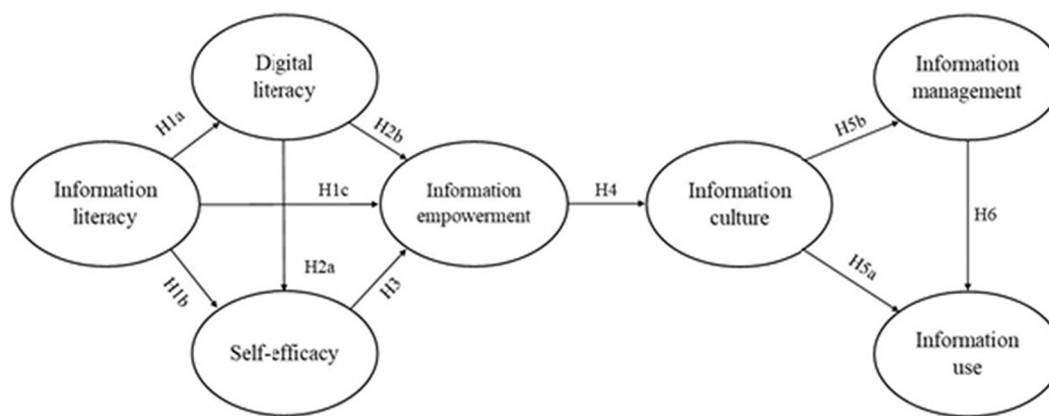 Digital
literacy
Information
management
H1a
H2b
H5b
Information
literacy
H1c
Information
empowerment
H4
Information
culture
H6
H1b
H2a
H3
H5a
Self-efficacy
Information
use